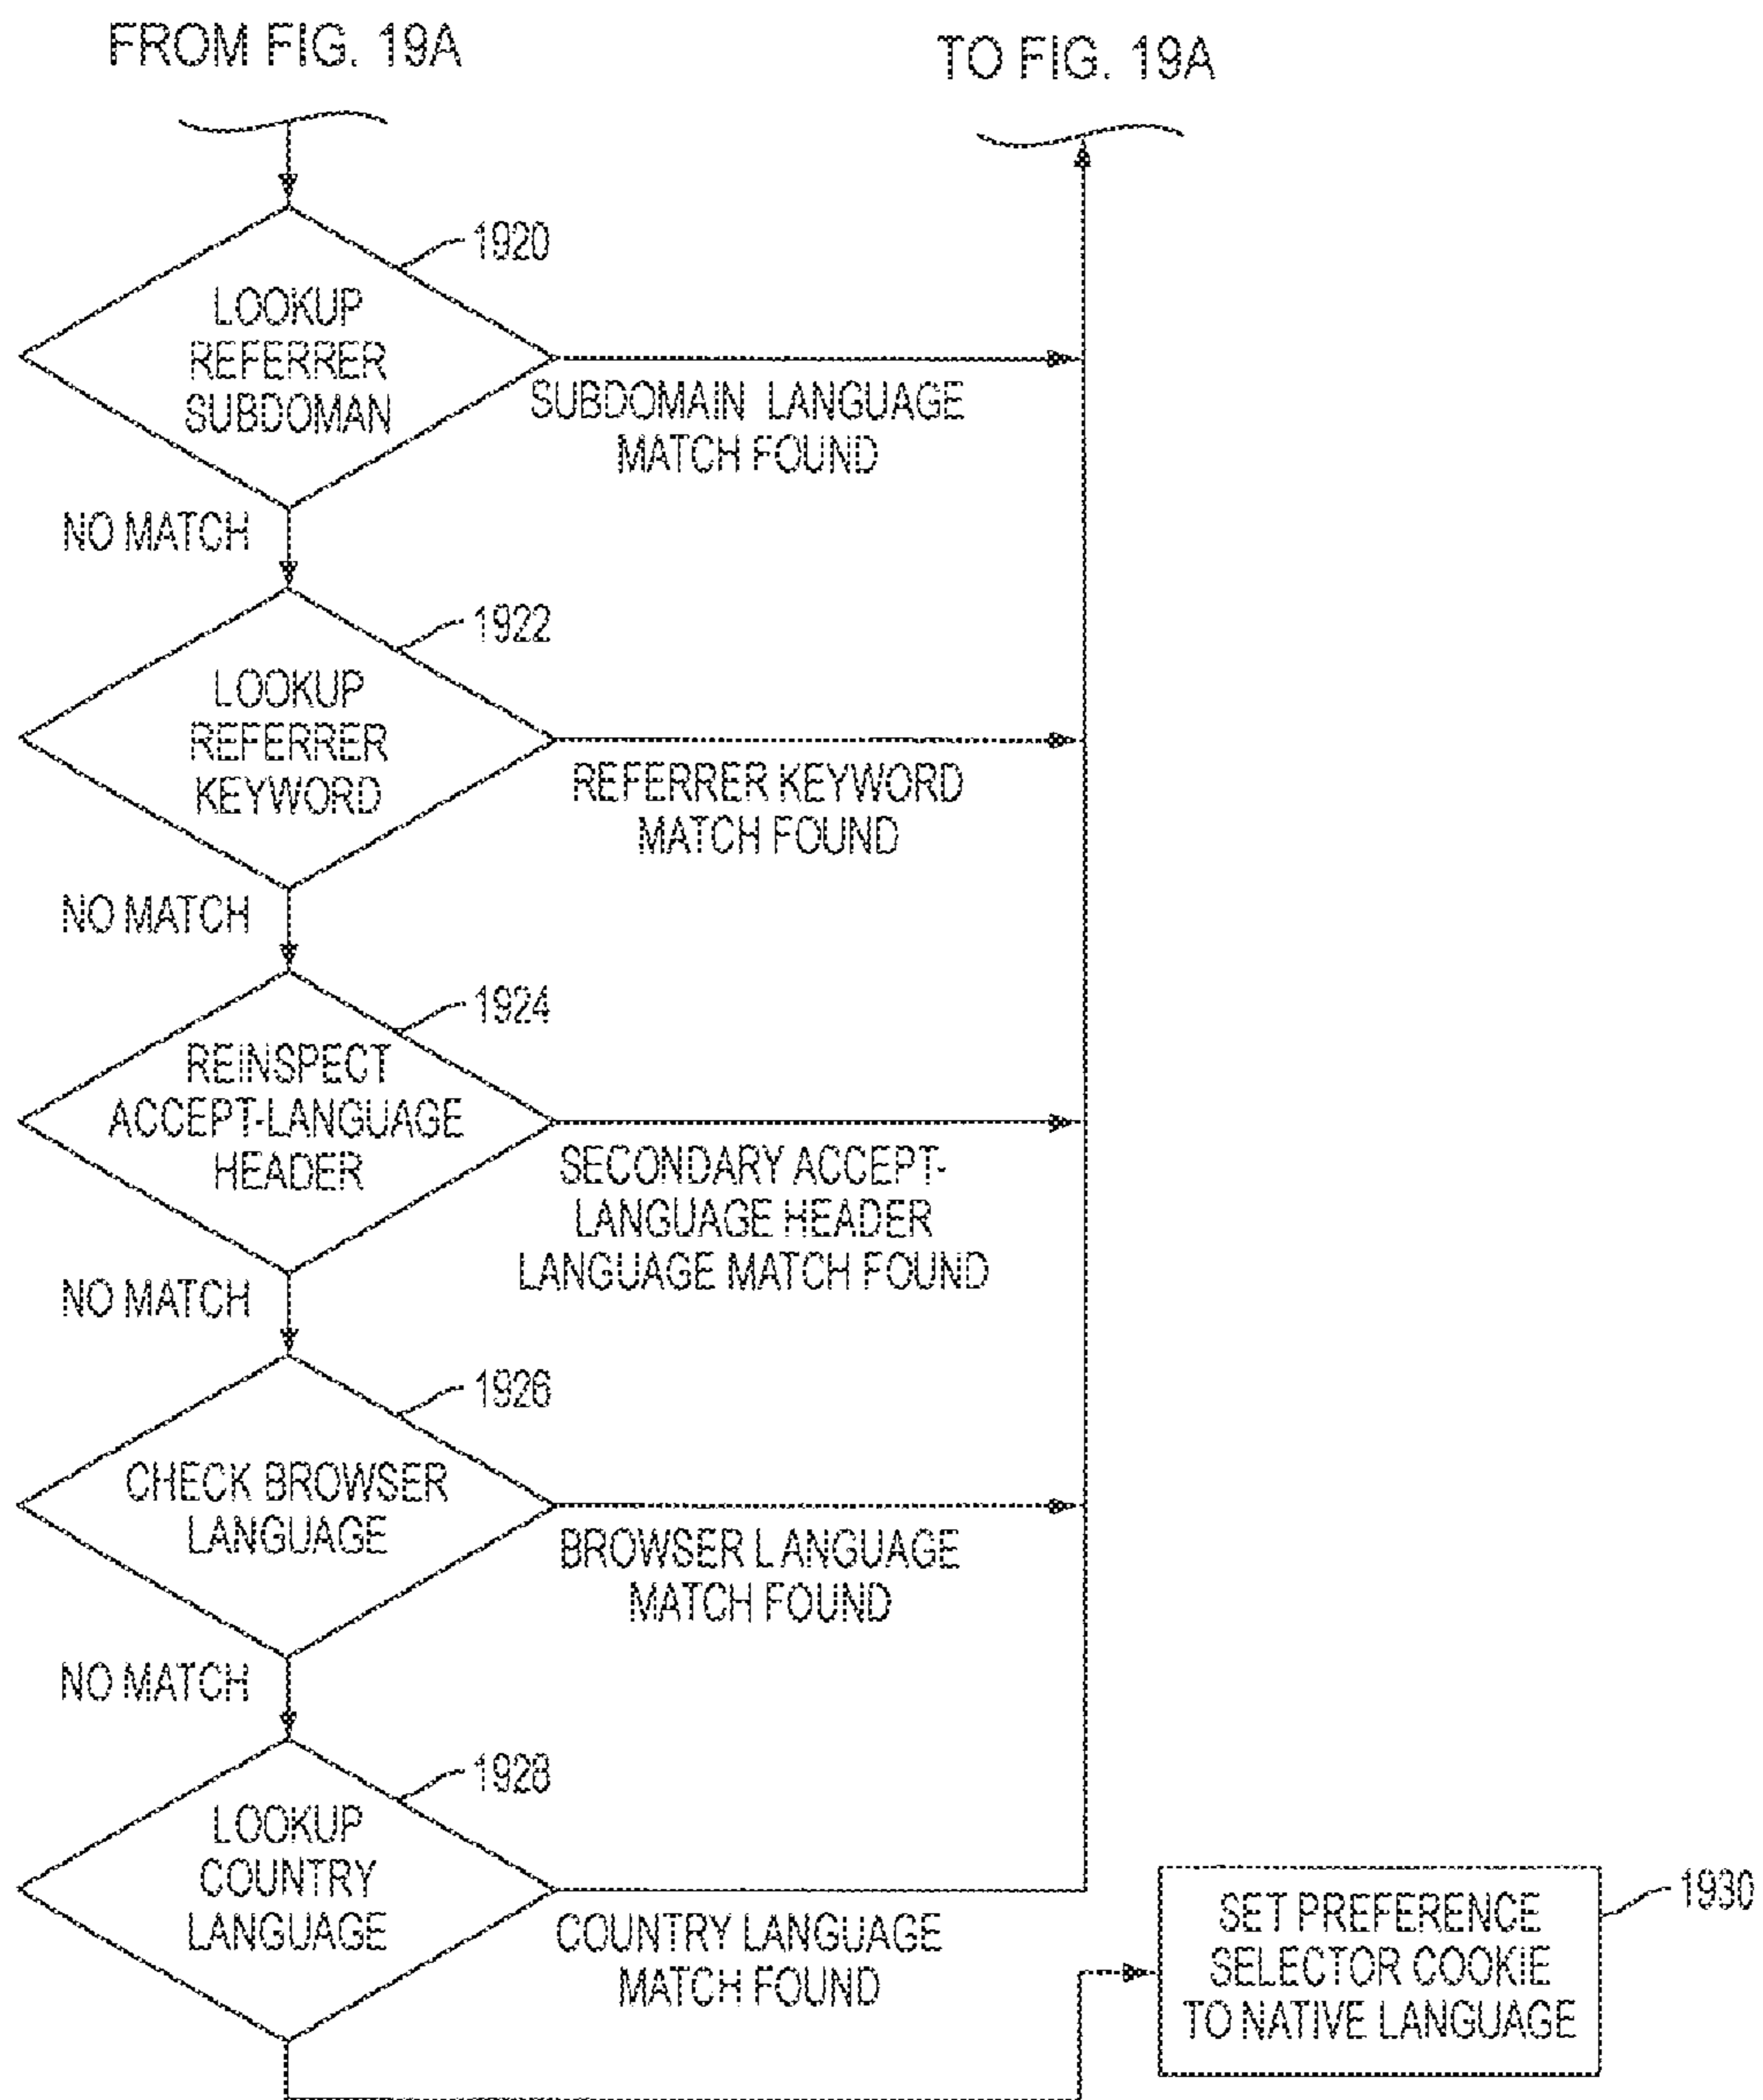 FROM FIG. 19A
TO FIG. 19A
1920
LOOKUP
REFERRER
SUBDOMAN
SUBDOMAIN LANGUAGE
MATCH FOUND
NO MATCH
1922
LOOKUP
REFERRER
KEYWORD
REFERRER KEYWORD
MATCH FOUND
NO MATCH
1924
REINSPECT
ACCEPT-LANGUAGE
HEADER
SECONDARY ACCEPT-
LANGUAGE HEADER
LANGUAGE MATCH FOUND
NO MATCH
1926
CHECK BROWSER
LANGUAGE
BROWSER LANGUAGE
MATCH FOUND
NO MATCH
1928
LOOKUP
COUNTRY
LANGUAGE
COUNTRY LANGUAGE
MATCH FOUND
1930
SET PREFERENCE
SELECTOR COOKIE
TO NATIVE LANGUAGE